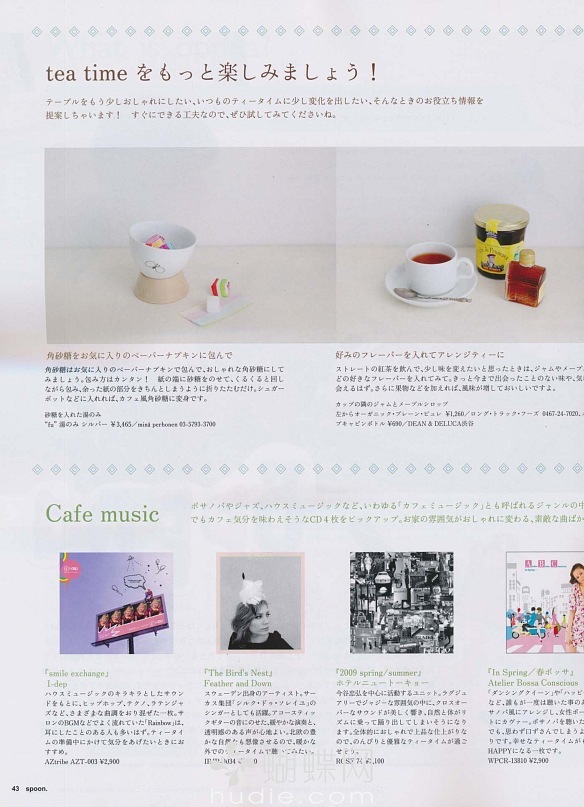 tea time をもっと楽しみましょう！
テーブルをもう少しおしゃれにしたい、いつものティータイムに少し変化を出したい、そんなときのお役立ち情報を
提案しちゃいます！　すぐにできる工夫なので、ぜひ試してみてくださいね。
角砂糖をお気に入りのペーパーナプキンに包んで
角砂糖はお気に入りのペーパーナプキンで包んで、おしゃれな角砂糖にして
みましょう。包み方はカンタン！　紙の端に砂糖をのせて、くるくると回し
ながら包み、余った紙の部分をきちんとしまうように折りたたむだけ。シュガー
ポットなどに入れれば、カフェ風角砂糖に変身です。
砂糖を入れた湯のみ
"fu" 湯のみ シルバー ￥3,465／minä perhonen 03-5793-3700
好みのフレーバーを入れてアレンジティーに
ストレートの紅茶を飲んで、少し味を変えたいと思ったときは、ジャムやメープ
どの好きなフレーバーを入れてみて。きっと今まで出会ったことのない味や、気
会えるはず。さらに果物などを加えれば、風味が増しておいしいですよ。
カップの隣のジャムとメープルシロップ
左からオーガニック・プレーン・ピュレ ￥1,260／ロング・トラック・フーズ 0467-24-7020、
プキャビンボトル ￥690／DEAN & DELUCA渋谷
Cafe music
ボサノバやジャズ、ハウスミュージックなど、いわゆる「カフェミュージック」とも呼ばれるジャンルの中
でもカフェ気分を味わえそうなCD４枚をピックアップ。お家の雰囲気がおしゃれに変わる、素敵な曲ばか
『smile exchange』
I-dep
ハウスミュージックのキラキラとしたサウン
ドをもとに、ヒップホップ、テクノ、ラテンジャ
ズなど、さまざまな曲調をおり混ぜた一枚。サ
ロンのBGMなどでよく流れていた「Rainbow」は、
耳にしたことのある人も多いはず。ティータイ
ムの準備中にかけて気分をあげたいときにお
すすめ。
AZtribe AZT-003 ¥2,900
『The Bird's Nest』
Feather and Down
スウェーデン出身のアーティスト。サー
カス集団「シルク・ドゥ・ソレイユ」の
シンガーとしても活躍。アコースティッ
クギターの音にのせた、緩やかな演奏と、
透明感のある声が心地よい。北欧の豊
かな自然をも想像させるので、暖かな
外でのティータイムで聴いてみたい。
『2009 spring/summer』
ホテルニュートーキョー
今谷忠弘を中心に活動するユニット。ラグジュ
アリーでジャジーな雰囲気の中に、クロスオー
バーなサウンドが美しく響き、自然と体がリ
ズムに乗って踊り出してしまいそうになり
ます。全体的におしゃれで上品な仕上がりな
ので、のんびりと優雅なティータイムが過ご
せそう。
『In Spring／春ボッサ』
Atelier Bossa Conscious
「ダンシングクイーン」や「ハッピ
など、誰もが一度は聴いた事のあ
サノバ風にアレンジし、女性ボー
トにカヴァー。ボサノバを聴いた
でも、思わず口ずさんでしまうよ
りです。幸せなティータイムが
HAPPYになる一枚です。
WPCR-13810 ¥2,900
43 spoon.
蝴蝶网
hudie.com